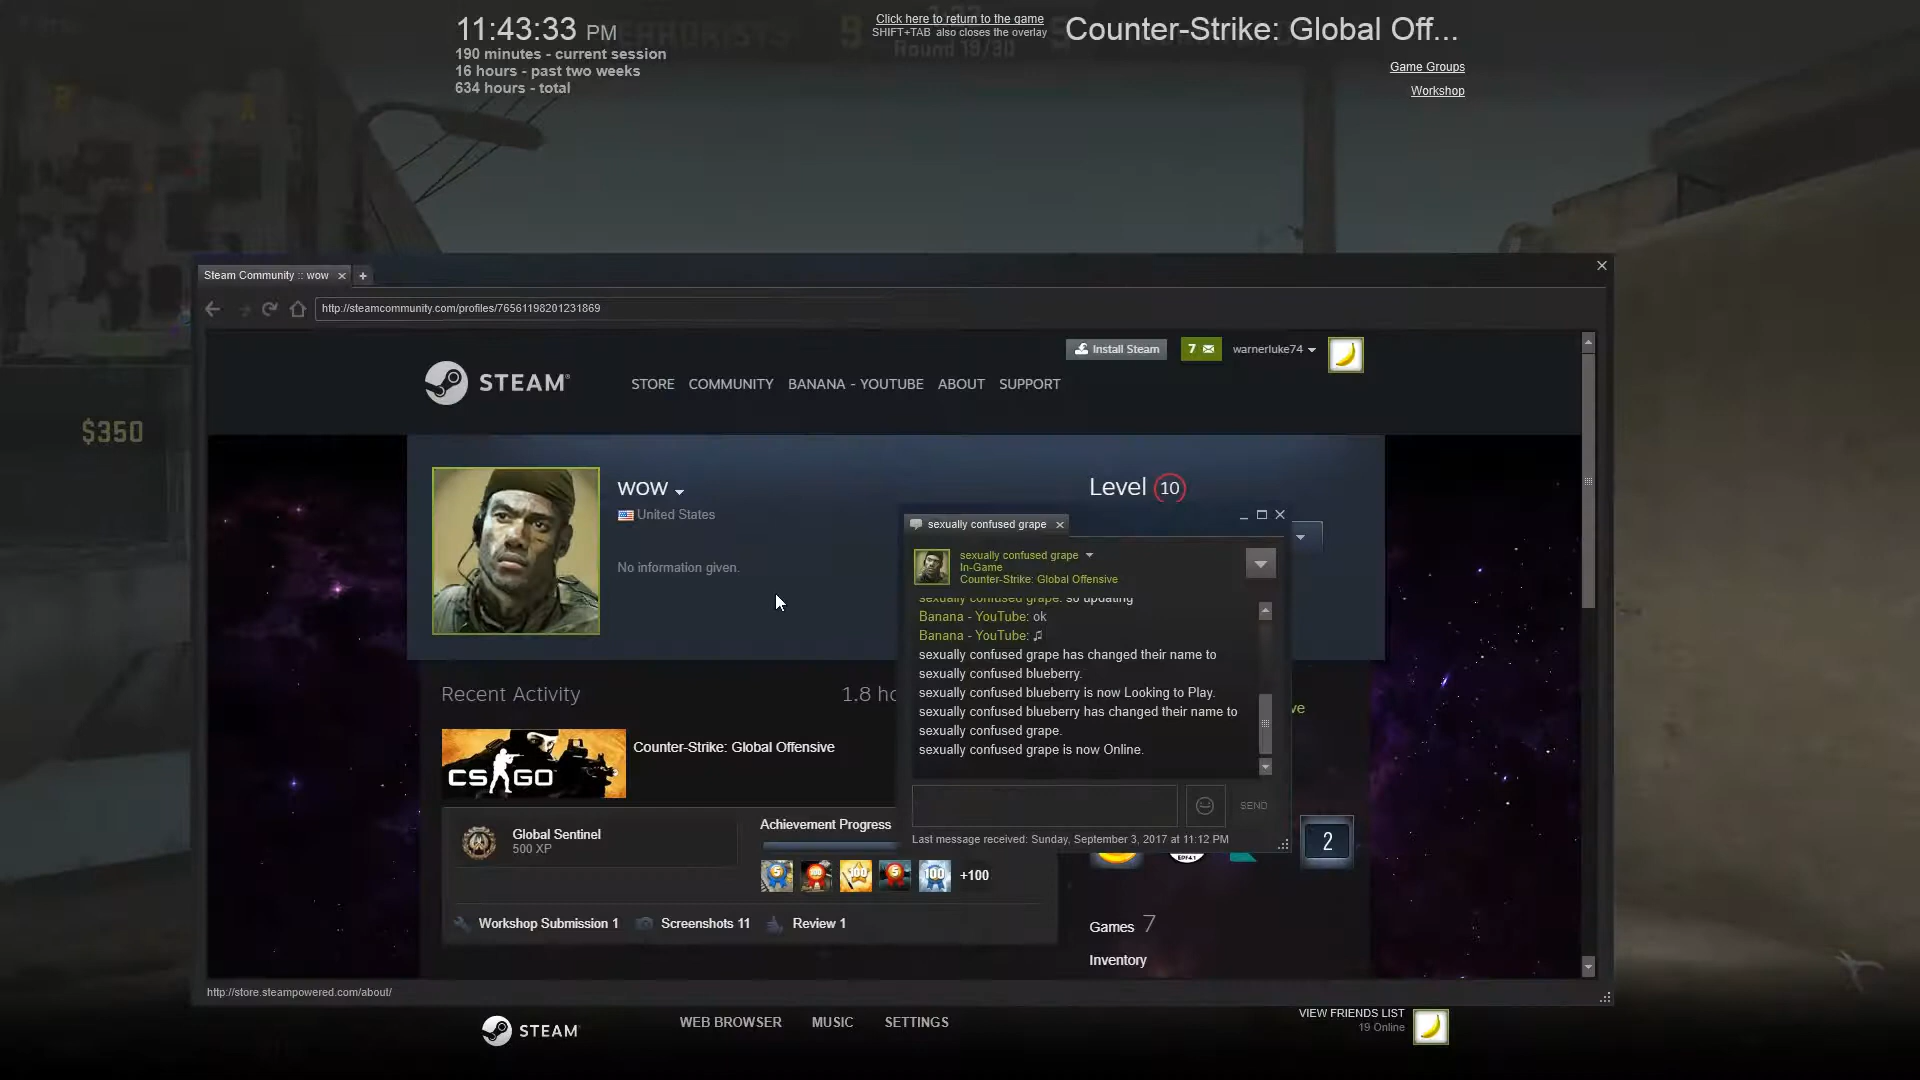 11:43:33 PM
190 minutes - current session
16 hours - past two weeks
634 hours - total
Click here to return to the game
SHIFT+TAB also closes the overlay
Counter-Strike: Global Off...
Game Groups
Workshop
Round 19/30
$350
Steam Community :: wow
http://steamcommunity.com/profiles/76561198201231869
Install Steam
7
warnerluke74
STEAM
STORE COMMUNITY BANANA - YOUTUBE ABOUT SUPPORT
wow
United States
No information given.
Level 10
Recent Activity
Counter-Strike: Global Offensive
CS GO
Global Sentinel
500 XP
Achievement Progress
+100
Workshop Submission 1 Screenshots 11 Review 1
sexually confused grape
sexually confused grape
In-Game
Counter-Strike: Global Offensive
sexually confused grape: so updating
Banana - YouTube: ok
Banana - YouTube: ♫
sexually confused grape has changed their name to
sexually confused blueberry.
sexually confused blueberry is now Looking to Play.
sexually confused blueberry has changed their name to
sexually confused grape.
sexually confused grape is now Online.
SEND
Last message received: Sunday, September 3, 2017 at 11:12 PM
2
Games 7
Inventory
http://store.steampowered.com/about/
STEAM
WEB BROWSER MUSIC SETTINGS
VIEW FRIENDS LIST
19 Online